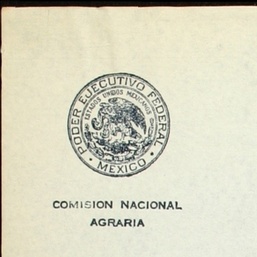 PODER EJECUTIVO FEDERAL
ESTADOS UNIDOS MEXICANOS
MEXICO
COMISION NACIONAL
AGRARIA